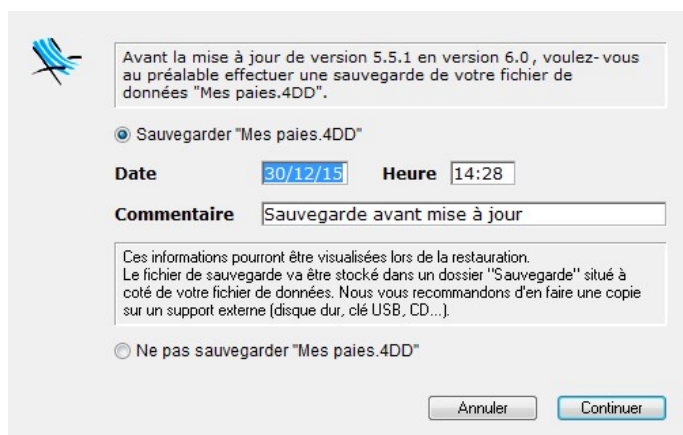 Avant la mise à jour de version 5.5.1 en version 6.0 , voulez-vous
au préalable effectuer une sauvegarde de votre fichier de
données "Mes paies.4DD".
Sauvegarder "Mes paies.4DD"
Date 30/12/15 Heure 14:28
Commentaire Sauvegarde avant mise à jour
Ces informations pourront être visualisées lors de la restauration.
Le fichier de sauvegarde va être stocké dans un dossier "Sauvegarde" situé à
coté de votre fichier de données. Nous vous recommandons d'en faire une copie
sur un support externe (disque dur, clé USB, CD...).
Ne pas sauvegarder "Mes paies.4DD"
Annuler Continuer